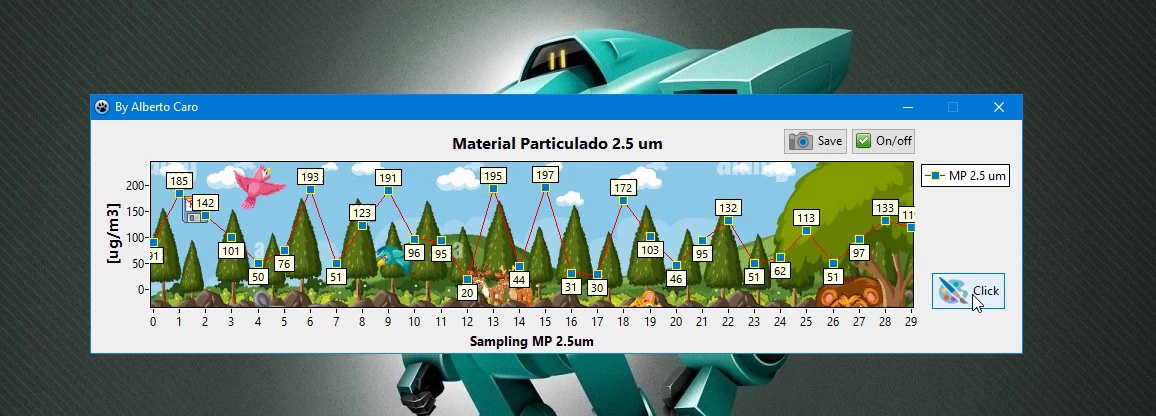 By Alberto Caro
Material Particulado 2.5 um
Save
On/off
MP 2.5 um
[ug/m3]
200
150
100
50
0
91 185 142 101 50 76 193 51 123 191 96 95 20 195 44 197 31 30 172 103 46 95 132 51 62 113 51 97 133
Click
0 1 2 3 4 5 6 7 8 9 10 11 12 13 14 15 16 17 18 19 20 21 22 23 24 25 26 27 28 29
Sampling MP 2.5um